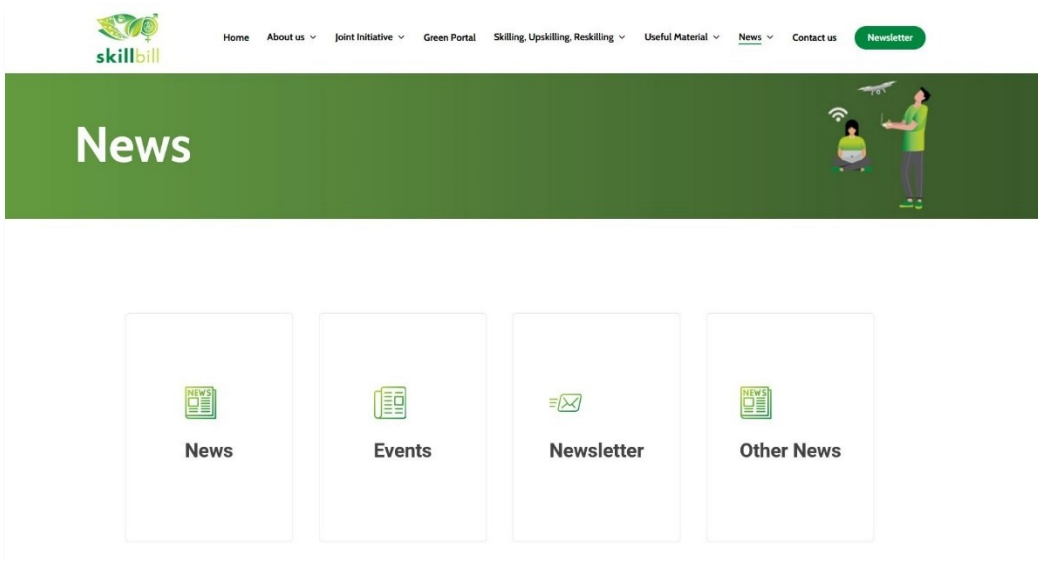 skillbill
Home About us Joint Initiative Green Portal Skilling, Upskilling, Reskilling Useful Material News Contact us Newsletter
News
NEWS NEWS
News Events Newsletter Other News